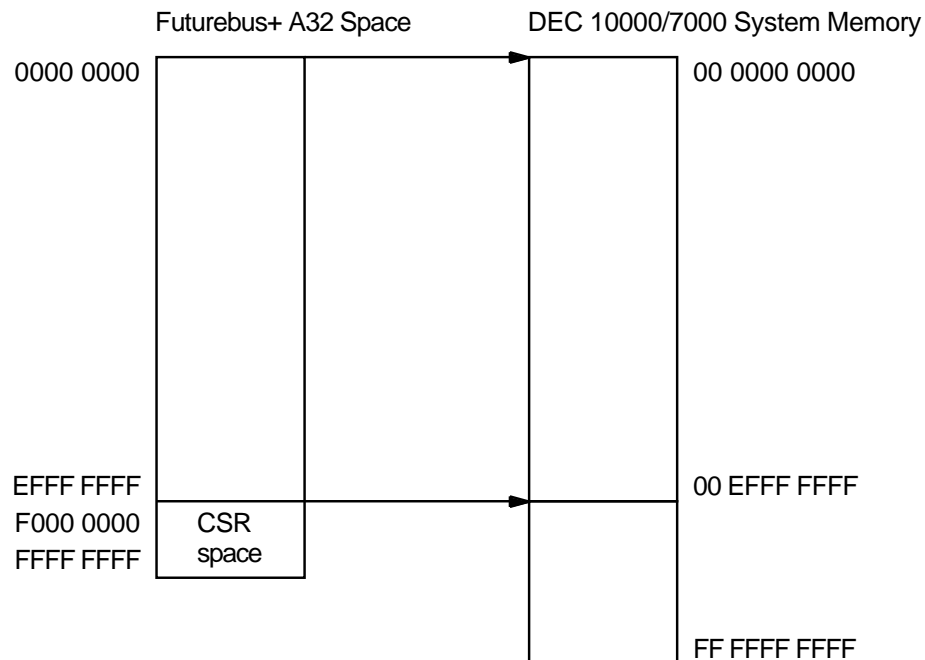 Futurebus+ A32 Space
DEC 10000/7000 System Memory
0000 0000
00 0000 0000
EFFF FFFF
00 EFFF FFFF
F000 0000
CSR
space
FFFF FFFF
FF FFFF FFFF